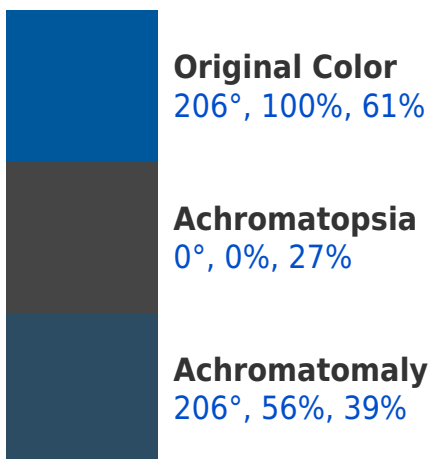 Original Color
206°, 100%, 61%
Achromatopsia
0°, 0%, 27%
Achromatomaly
206°, 56%, 39%